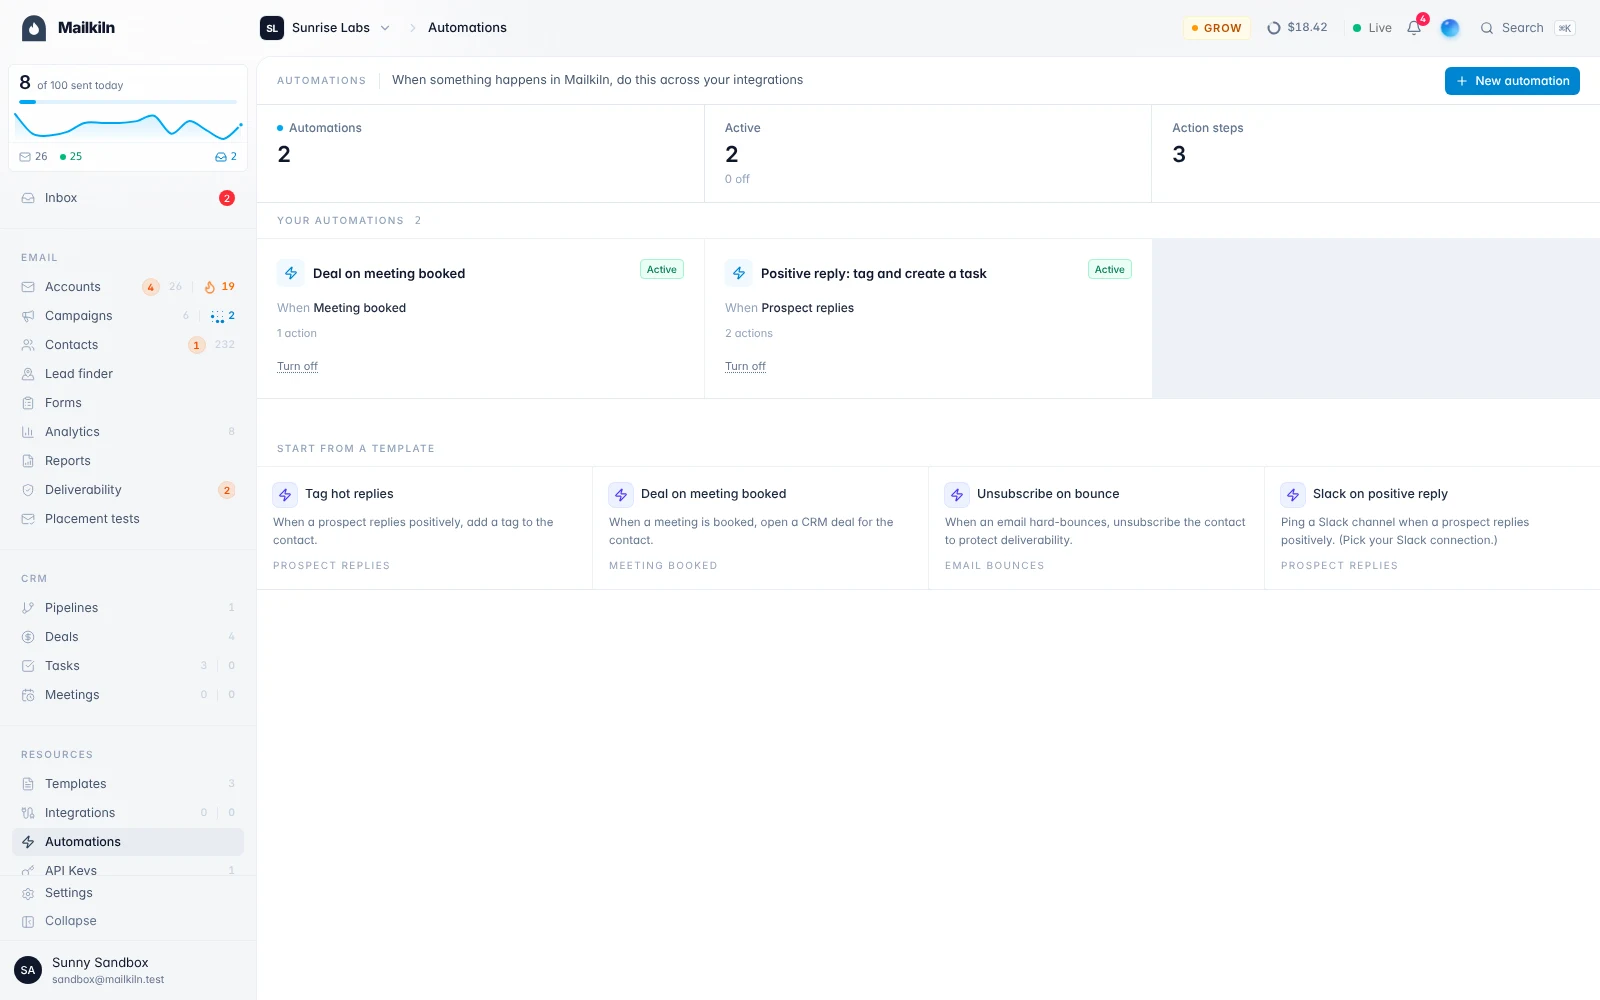 Mailkiln
SL Sunrise Labs
Automations
GROW
$18.42
Live
4
Search
⌘K
8 of 100 sent today
26
25
2
Inbox
2
EMAIL
Accounts
4
26
19
Campaigns
6
2
Contacts
1
232
Lead finder
Forms
Analytics
8
Reports
Deliverability
2
Placement tests
CRM
Pipelines
1
Deals
4
Tasks
3
0
Meetings
0
0
RESOURCES
Templates
3
Integrations
0
0
Automations
API Keys
1
Settings
Collapse
SA
Sunny Sandbox
sandbox@mailkiln.test
AUTOMATIONS
When something happens in Mailkiln, do this across your integrations
+ New automation
Automations
2
Active
2
0 off
Action steps
3
YOUR AUTOMATIONS 2
Deal on meeting booked
Active
When Meeting booked
1 action
Turn off
Positive reply: tag and create a task
Active
When Prospect replies
2 actions
Turn off
START FROM A TEMPLATE
Tag hot replies
When a prospect replies positively, add a tag to the
contact.
PROSPECT REPLIES
Deal on meeting booked
When a meeting is booked, open a CRM deal for the
contact.
MEETING BOOKED
Unsubscribe on bounce
When an email hard-bounces, unsubscribe the contact
to protect deliverability.
EMAIL BOUNCES
Slack on positive reply
Ping a Slack channel when a prospect replies
positively. (Pick your Slack connection.)
PROSPECT REPLIES